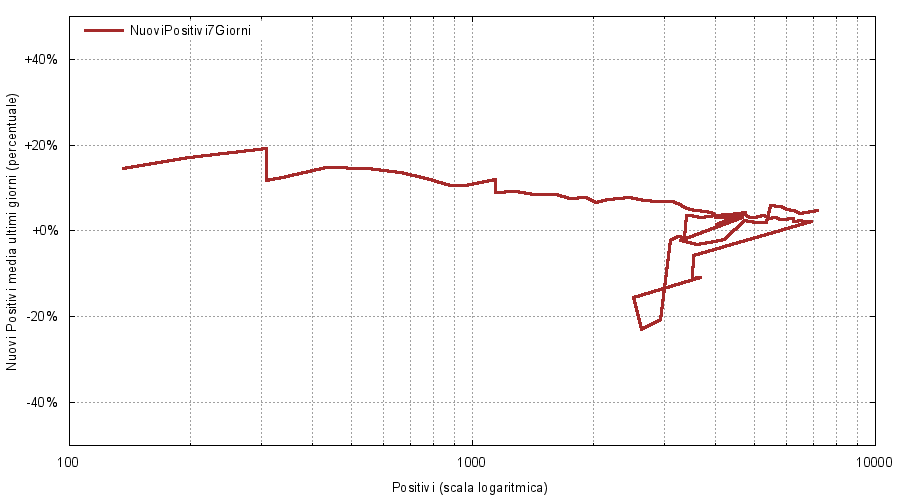 NuoviPositivi7Giorni
+40%
+20%
+0%
-20%
-40%
Nuovi Positivi media ultimi giorni (percentuale)
100
1000
10000
Positivi (scala logaritmica)